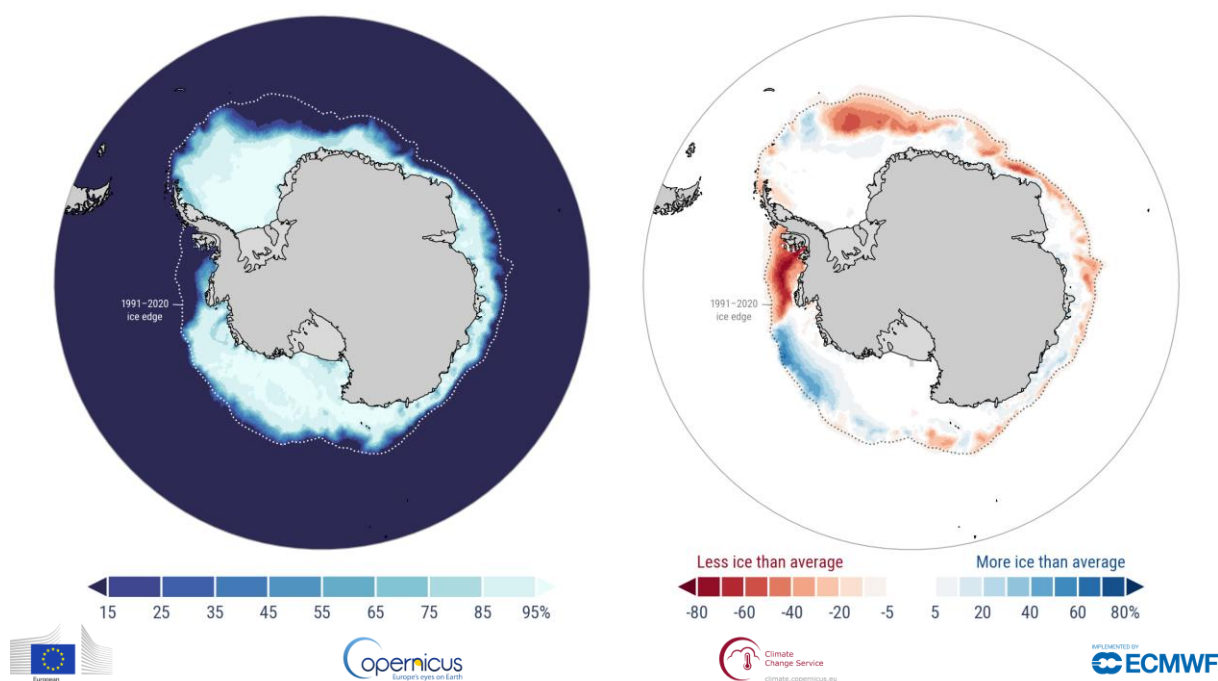 1991–2020
ice edge
1991–2020
ice edge
15 25 35 45 55 65 75 85 95%
Less ice than average
More ice than average
-80 -60 -40 -20 -5
5 20 40 60 80%
European
opernicus
Europe's eyes on Earth
Climate
Change Service
climate.copernicus.eu
IMPLEMENTED BY
ECMWF